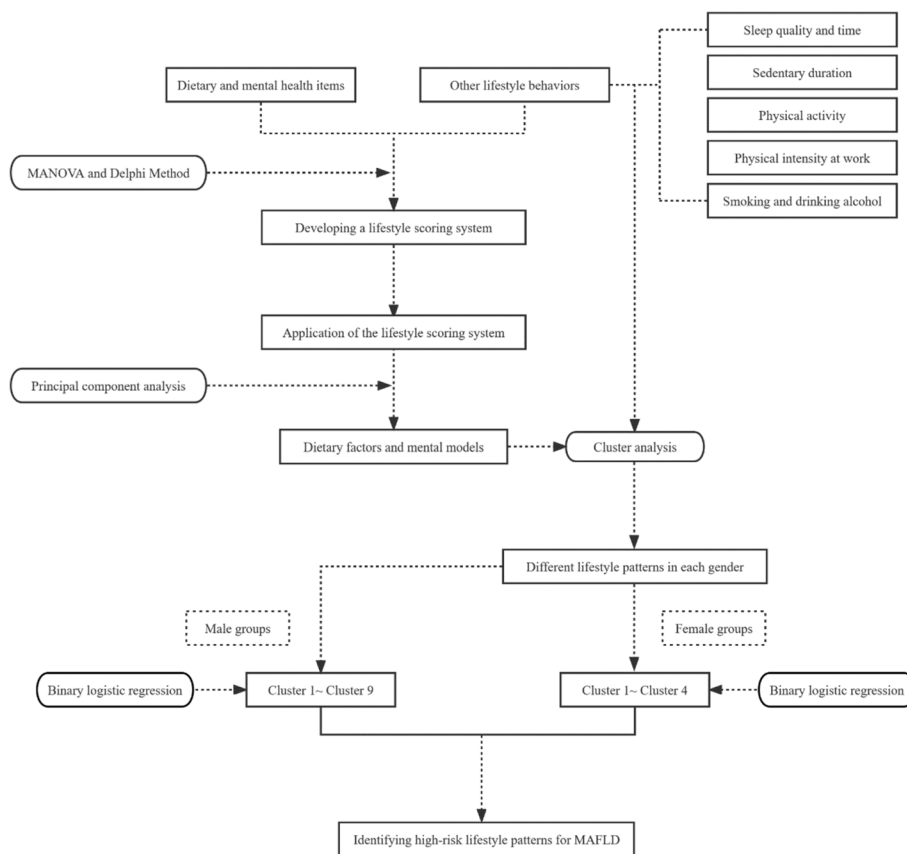 Sleep quality and time
Dietary and mental health items
Other lifestyle behaviors
Sedentary duration
Physical activity
Physical intensity at work
MANOVA and Delphi Method
Smoking and drinking alcohol
Developing a lifestyle scoring system
Application of the lifestyle scoring system
Principal component analysis
Dietary factors and mental models
Cluster analysis
Different lifestyle patterns in each gender
Male groups
Female groups
Binary logistic regression
Cluster 1~ Cluster 9
Cluster 1~ Cluster 4
Binary logistic regression
Identifying high-risk lifestyle patterns for MAFLD